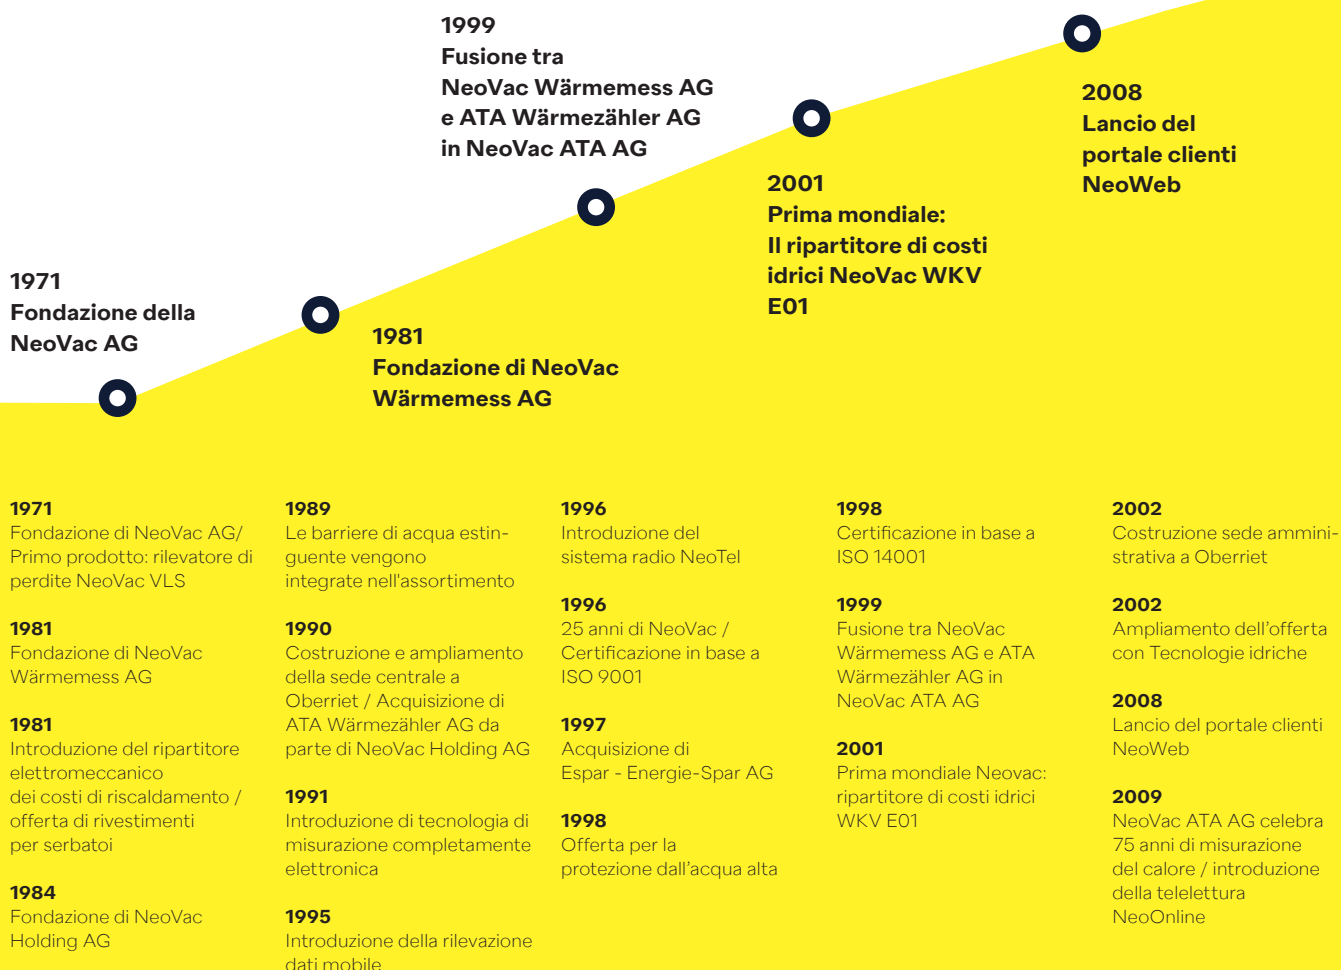 1999
Fusione tra
NeoVac Wärmemess AG
e ATA Wärmezähler AG
in NeoVac ATA AG
2008
Lancio del
portale clienti
NeoWeb
2001
Prima mondiale:
Il ripartitore di costi
idrici NeoVac WKV
E01
1971
Fondazione della
NeoVac AG
1981
Fondazione di NeoVac
Wärmemess AG
1971
Fondazione di NeoVac AG/
Primo prodotto: rilevatore di
perdite NeoVac VLS
1981
Fondazione di NeoVac
Wärmemess AG
1981
Introduzione del ripartitore
elettromeccanico
dei costi di riscaldamento /
offerta di rivestimenti
per serbatoi
1984
Fondazione di NeoVac
Holding AG
1989
Le barriere di acqua estin-
guente vengono
integrate nell'assortimento
1990
Costruzione e ampliamento
della sede centrale a
Oberriet / Acquisizione di
ATA Wärmezähler AG da
parte di NeoVac Holding AG
1991
Introduzione di tecnologia di
misurazione completamente
elettronica
1995
Introduzione della rilevazione
dati mobile
1996
Introduzione del
sistema radio NeoTel
1996
25 anni di NeoVac /
Certificazione in base a
ISO 9001
1997
Acquisizione di
Espar - Energie-Spar AG
1998
Offerta per la
protezione dall’acqua alta
1998
Certificazione in base a
ISO 14001
1999
Fusione tra NeoVac
Wärmemess AG e ATA
Wärmezähler AG in
NeoVac ATA AG
2001
Prima mondiale Neovac:
ripartitore di costi idrici
WKV E01
2002
Costruzione sede ammini-
strativa a Oberriet
2002
Ampliamento dell’offerta
con Tecnologie idriche
2008
Lancio del portale clienti
NeoWeb
2009
NeoVac ATA AG celebra
75 anni di misurazione
del calore / introduzione
della telelettura
NeoOnline